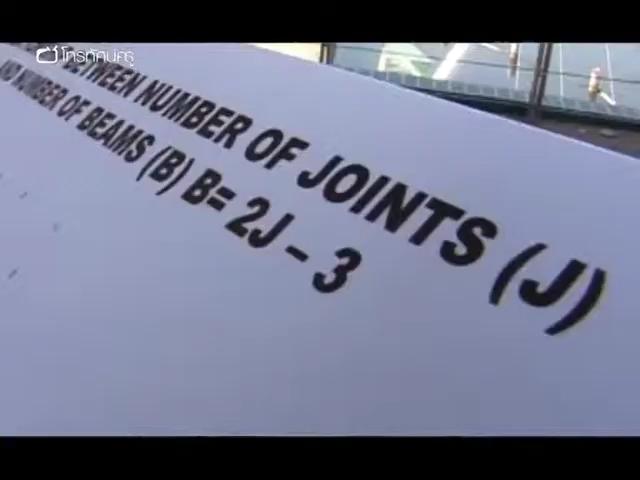 โทรทัศน์ครู
BETWEEN NUMBER OF JOINTS (J)
AND NUMBER OF BEAMS (B) B= 2J - 3